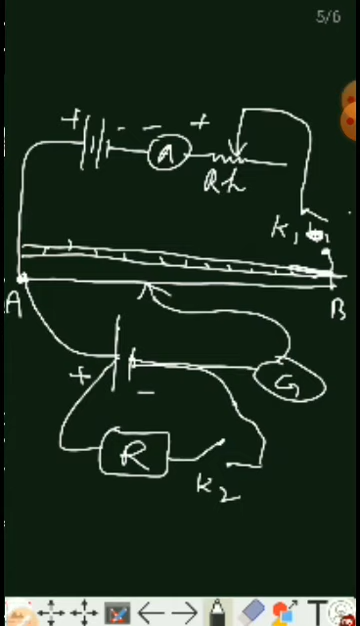 5/6
+ - - +
A
Rh
K₁
A B
+ - G
R
K₂
T